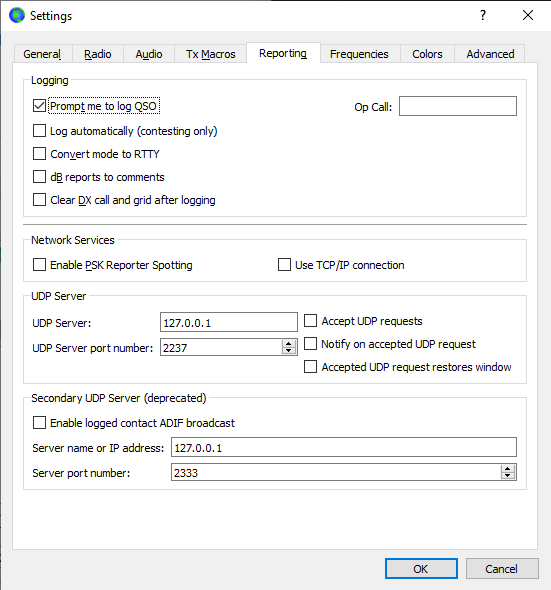 Settings
?
General Radio Audio Tx Macros Reporting Frequencies Colors Advanced
Logging
Prompt me to log QSO Op Call:
Log automatically (contesting only)
Convert mode to RTTY
dB reports to comments
Clear DX call and grid after logging
Network Services
Enable PSK Reporter Spotting Use TCP/IP connection
UDP Server
UDP Server: 127.0.0.1 Accept UDP requests
UDP Server port number: 2237 Notify on accepted UDP request
Accepted UDP request restores window
Secondary UDP Server (deprecated)
Enable logged contact ADIF broadcast
Server name or IP address: 127.0.0.1
Server port number: 2333
OK Cancel